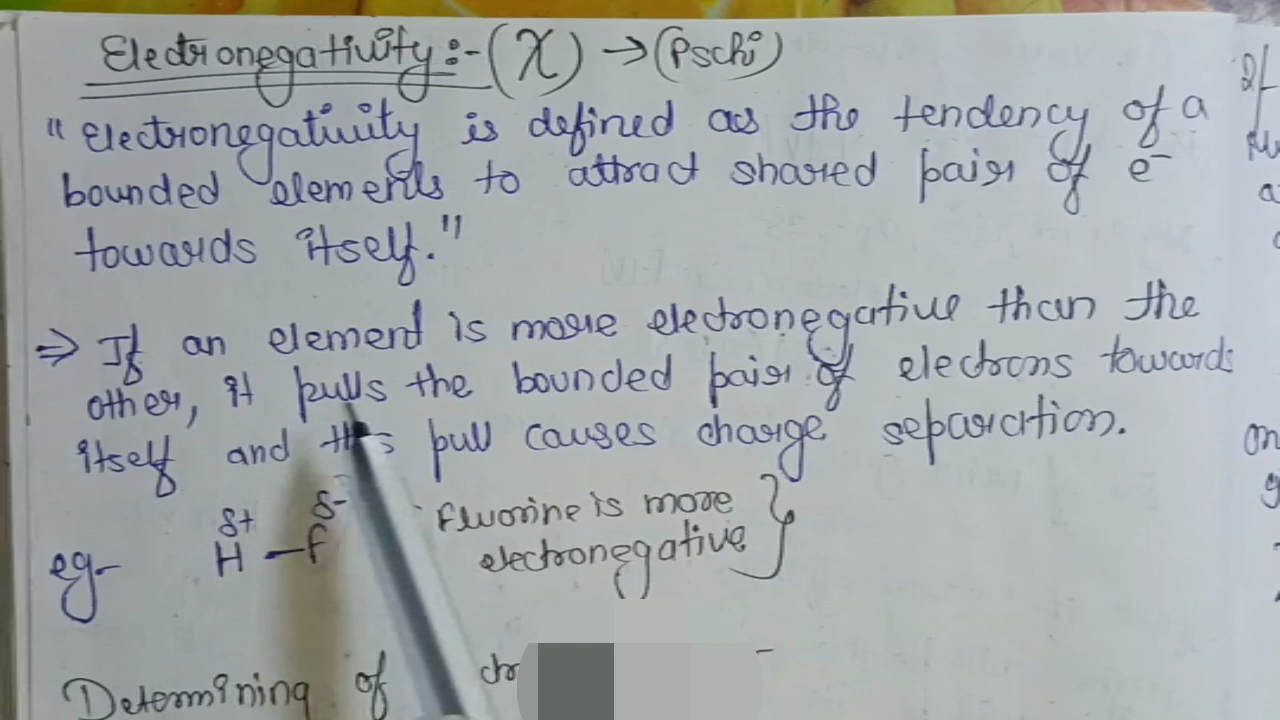 Electronegativity:- (χ) → (Pschi)
"Electronegativity is defined as the tendency of a
bounded elements to attract shared pair of e⁻
towards itself."
⇒ If an element is more electronegative than the
other, it pulls the bounded pair of electrons towards
itself and this pull causes charge separation.
δ+ δ-
eg- H – F Fluorine is more
electronegative }
Determining of